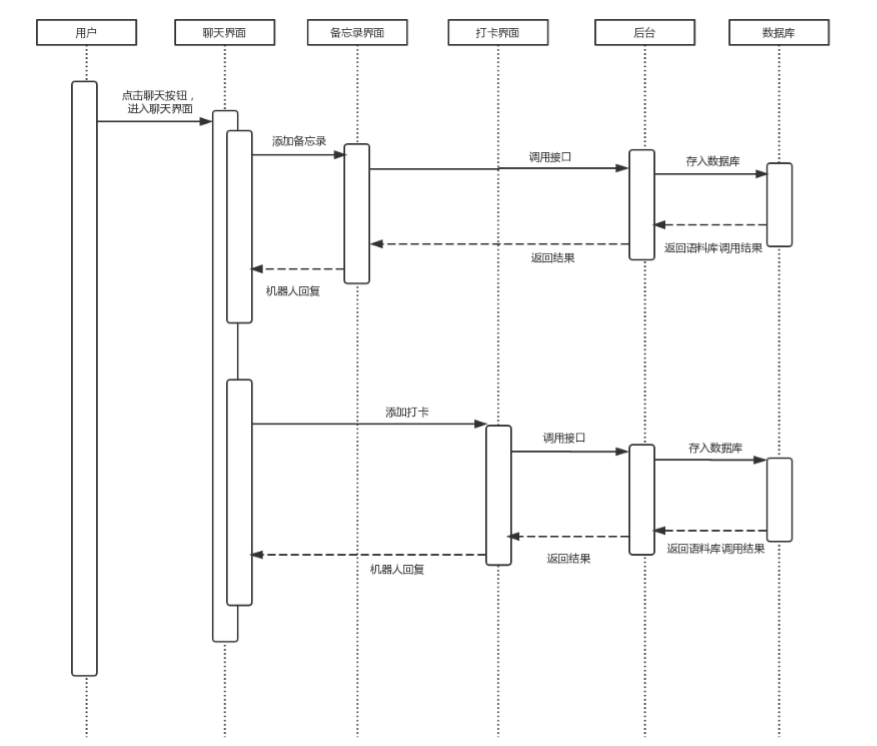 用户
聊天界面
备忘录界面
打卡界面
后台
数据库
点击聊天按钮，
进入聊天界面
添加备忘录
调用接口
存入数据库
返回语料库调用结果
返回结果
机器人回复
添加打卡
调用接口
存入数据库
返回语料库调用结果
返回结果
机器人回复